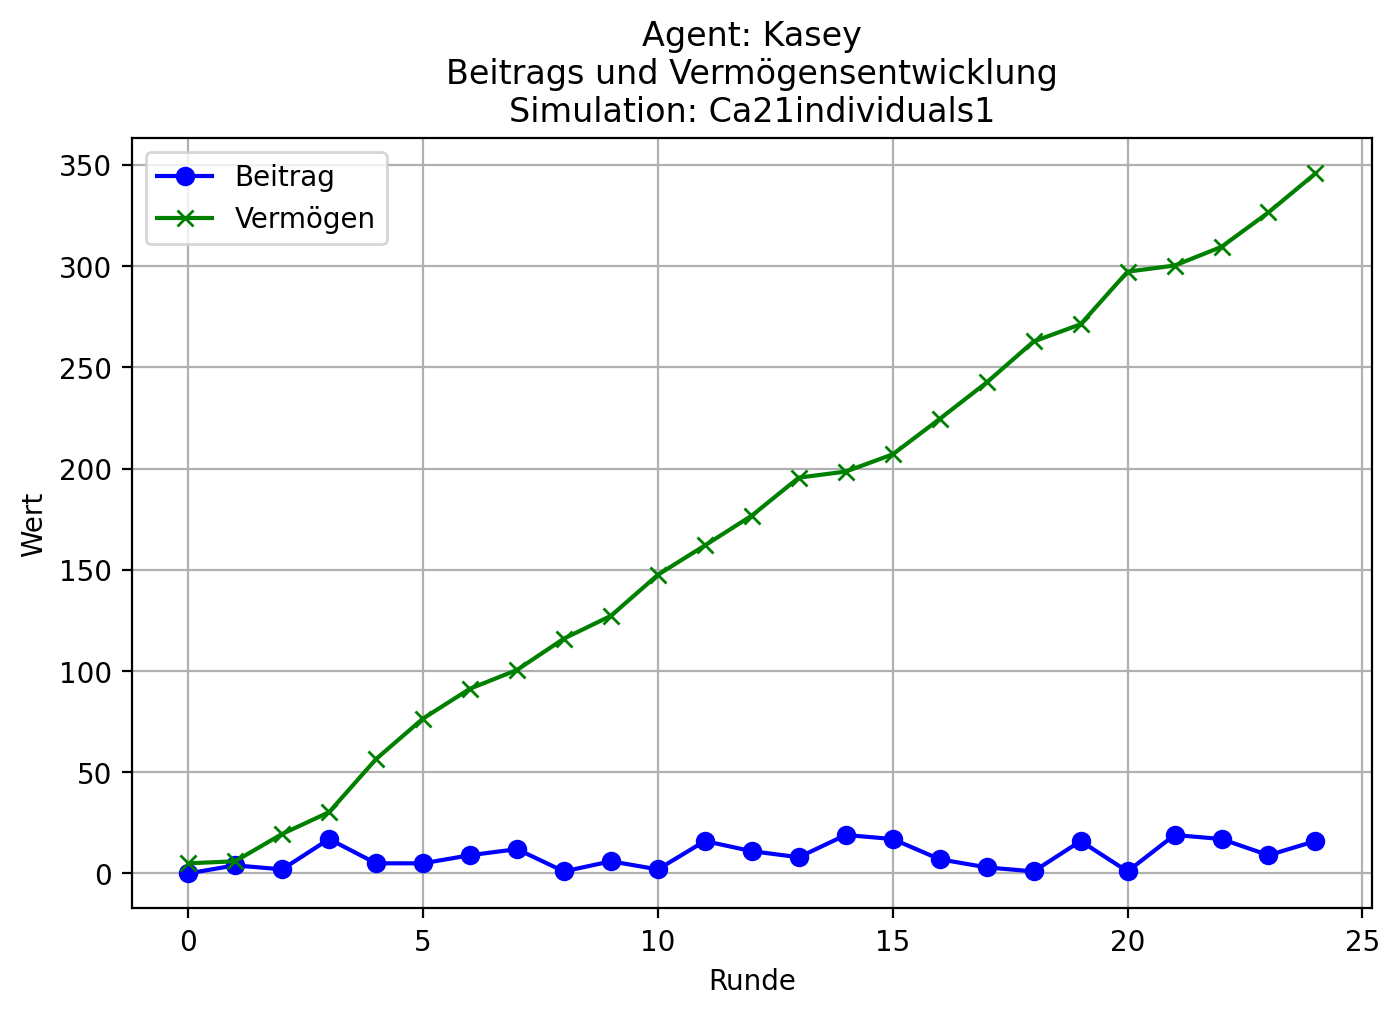 Agent: Kasey
Beitrags und Vermögensentwicklung
Simulation: Ca21individuals1
Beitrag
Vermögen
350
300
250
200
150
100
50
0
Wert
0 5 10 15 20 25
Runde